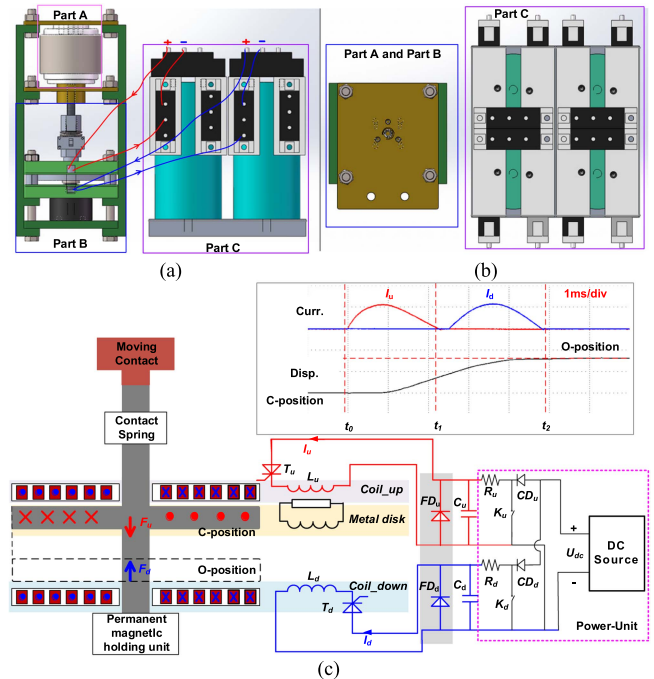 Part A
+ - + -
Part B
Part C
(a)
Part A and Part B
Part C
(b)
Curr.
Iu
Id
1ms/div
O-position
Disp.
C-position
t0
t1
t2
Moving
Contact
Contact
Spring
Fu
C-position
Fd
O-position
Permanent
magnetic
holding unit
Iu
Tu
Lu
Coil_up
Metal disk
FDu
Cu
Ru
CDu
Ku
+
Udc
-
DC
Source
Ld
Coil_down
Td
Id
FDd
Cd
Rd
CDd
Kd
Power-Unit
(c)